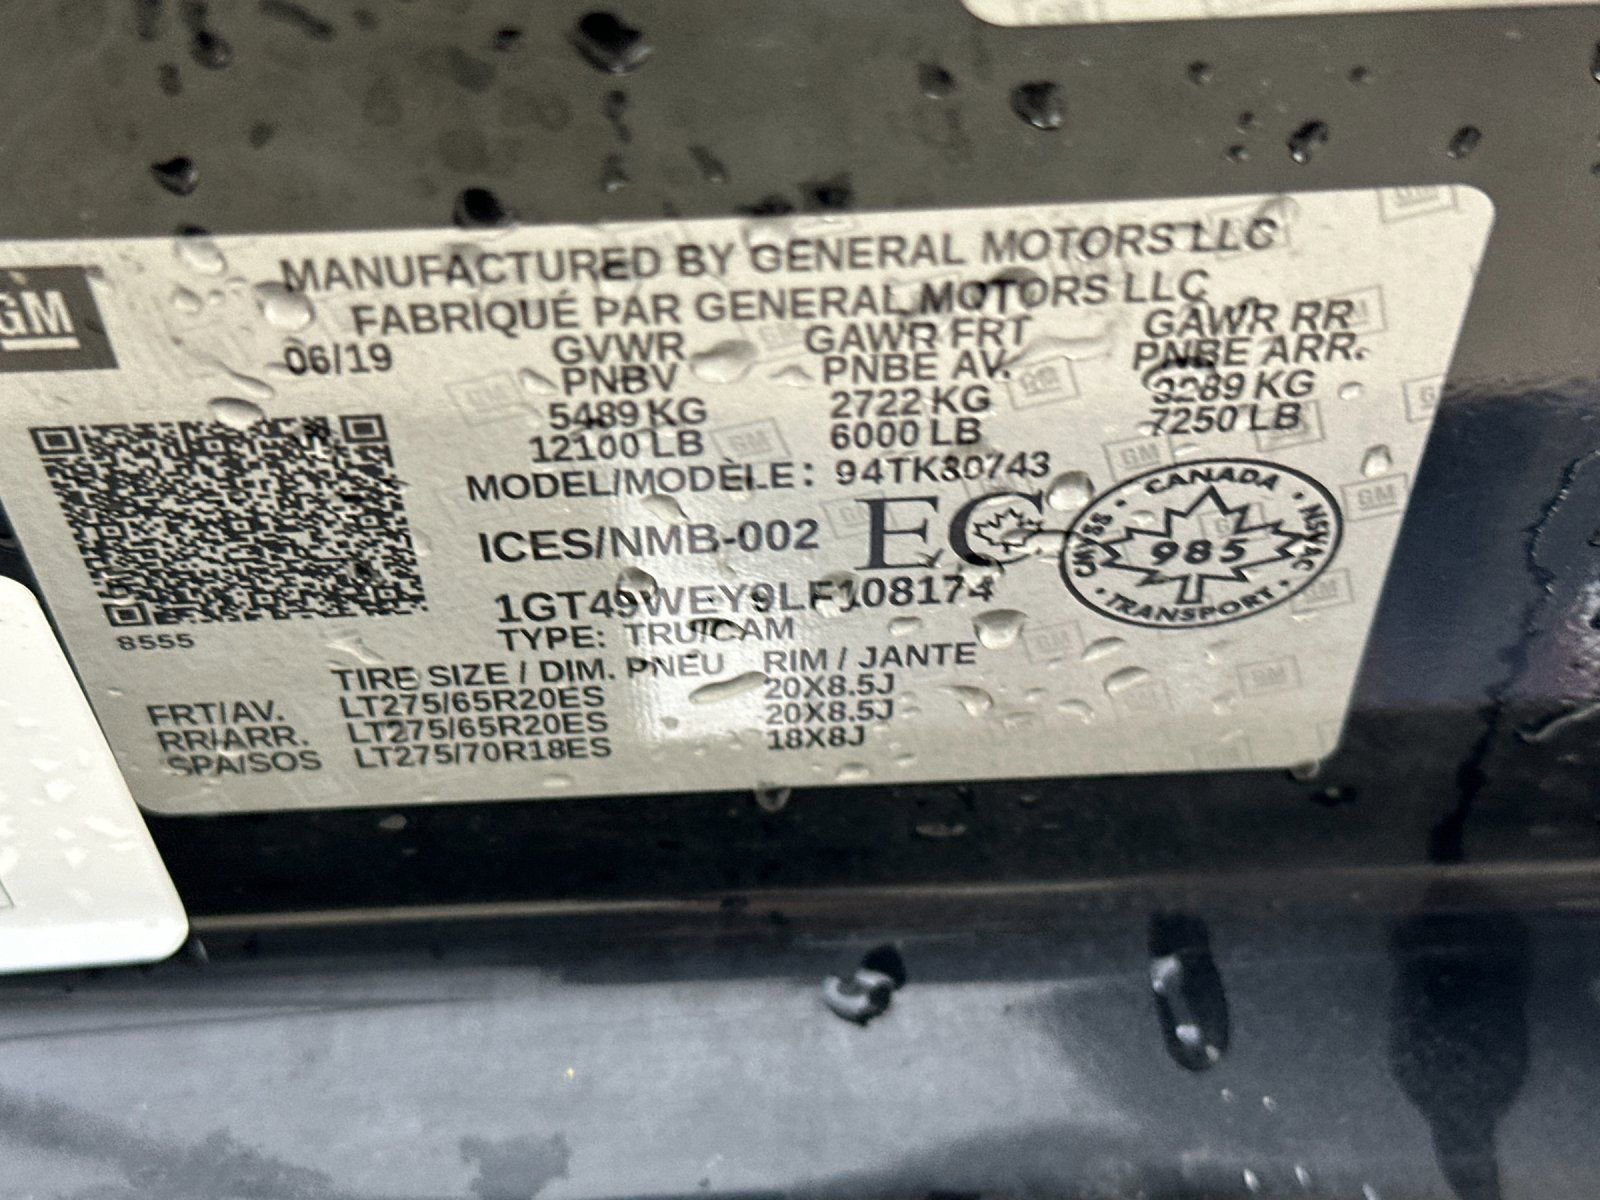 GM
MANUFACTURED BY GENERAL MOTORS LLC
FABRIQUÉ PAR GENERAL MOTORS LLC
06/19 GVWR GAWR FRT GAWR RR
PNBV PNBE AV. PNBE ARR.
5489 KG 2722 KG 3289 KG
12100 LB 6000 LB 7250 LB
MODEL/MODÈLE: 94TK30743
ICES/NMB-002 EC
CANADA
CMVSS 985 NSVAC
TRANSPORT
1GT49WEY9LF108174
8555
TYPE: TRU/CAM
TIRE SIZE / DIM. PNEU RIM / JANTE
FRT/AV. LT275/65R20ES 20X8.5J
RR/ARR. LT275/65R20ES 20X8.5J
SPA/SOS LT275/70R18ES 18X8J